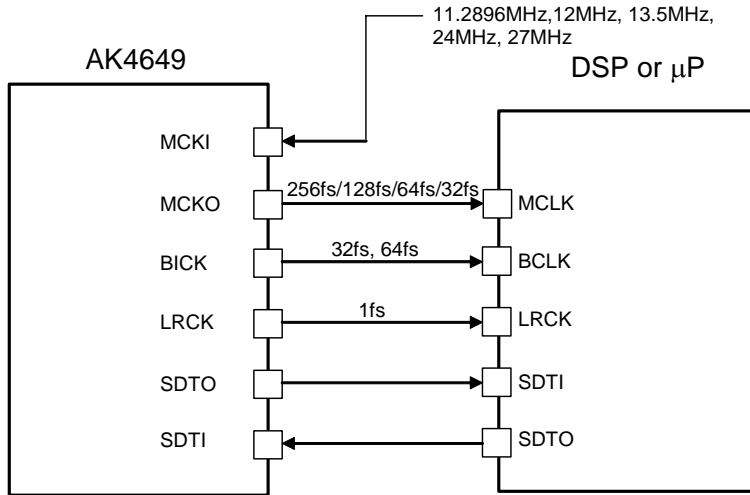 11.2896MHz,12MHz, 13.5MHz,
24MHz, 27MHz
AK4649
DSP or μP
MCKI
MCKO
256fs/128fs/64fs/32fs
MCLK
BICK
32fs, 64fs
BCLK
LRCK
1fs
LRCK
SDTO
SDTI
SDTI
SDTO